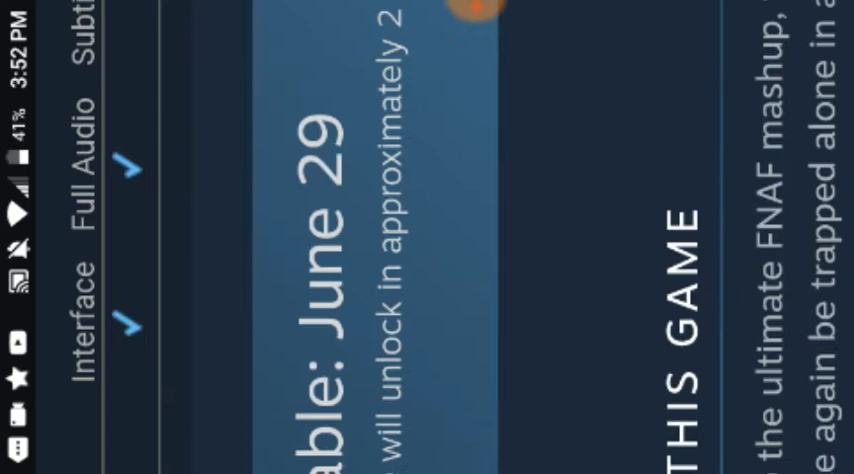 41% 3:52 PM
Interface Full Audio Subti
able: June 29
will unlock in approximately 2
THIS GAME
the ultimate FNAF mashup,
e again be trapped alone in a